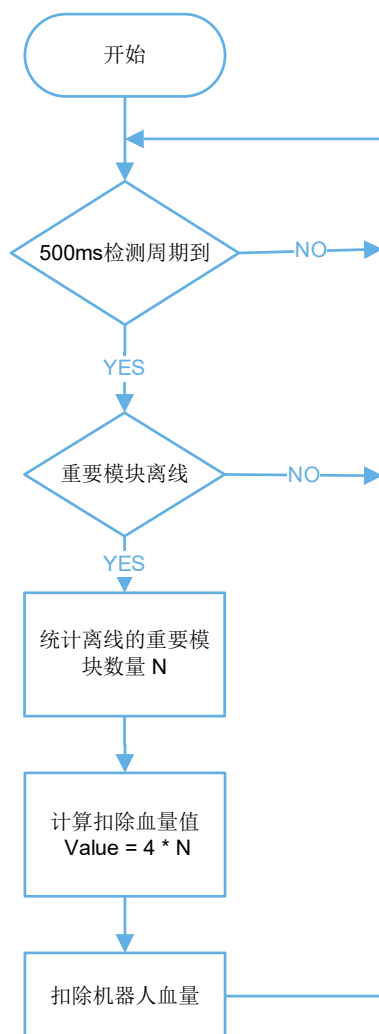 开始
500ms检测周期到
NO
YES
重要模块离线
NO
YES
统计离线的重要模
块数量 N
计算扣除血量值
Value = 4 * N
扣除机器人血量